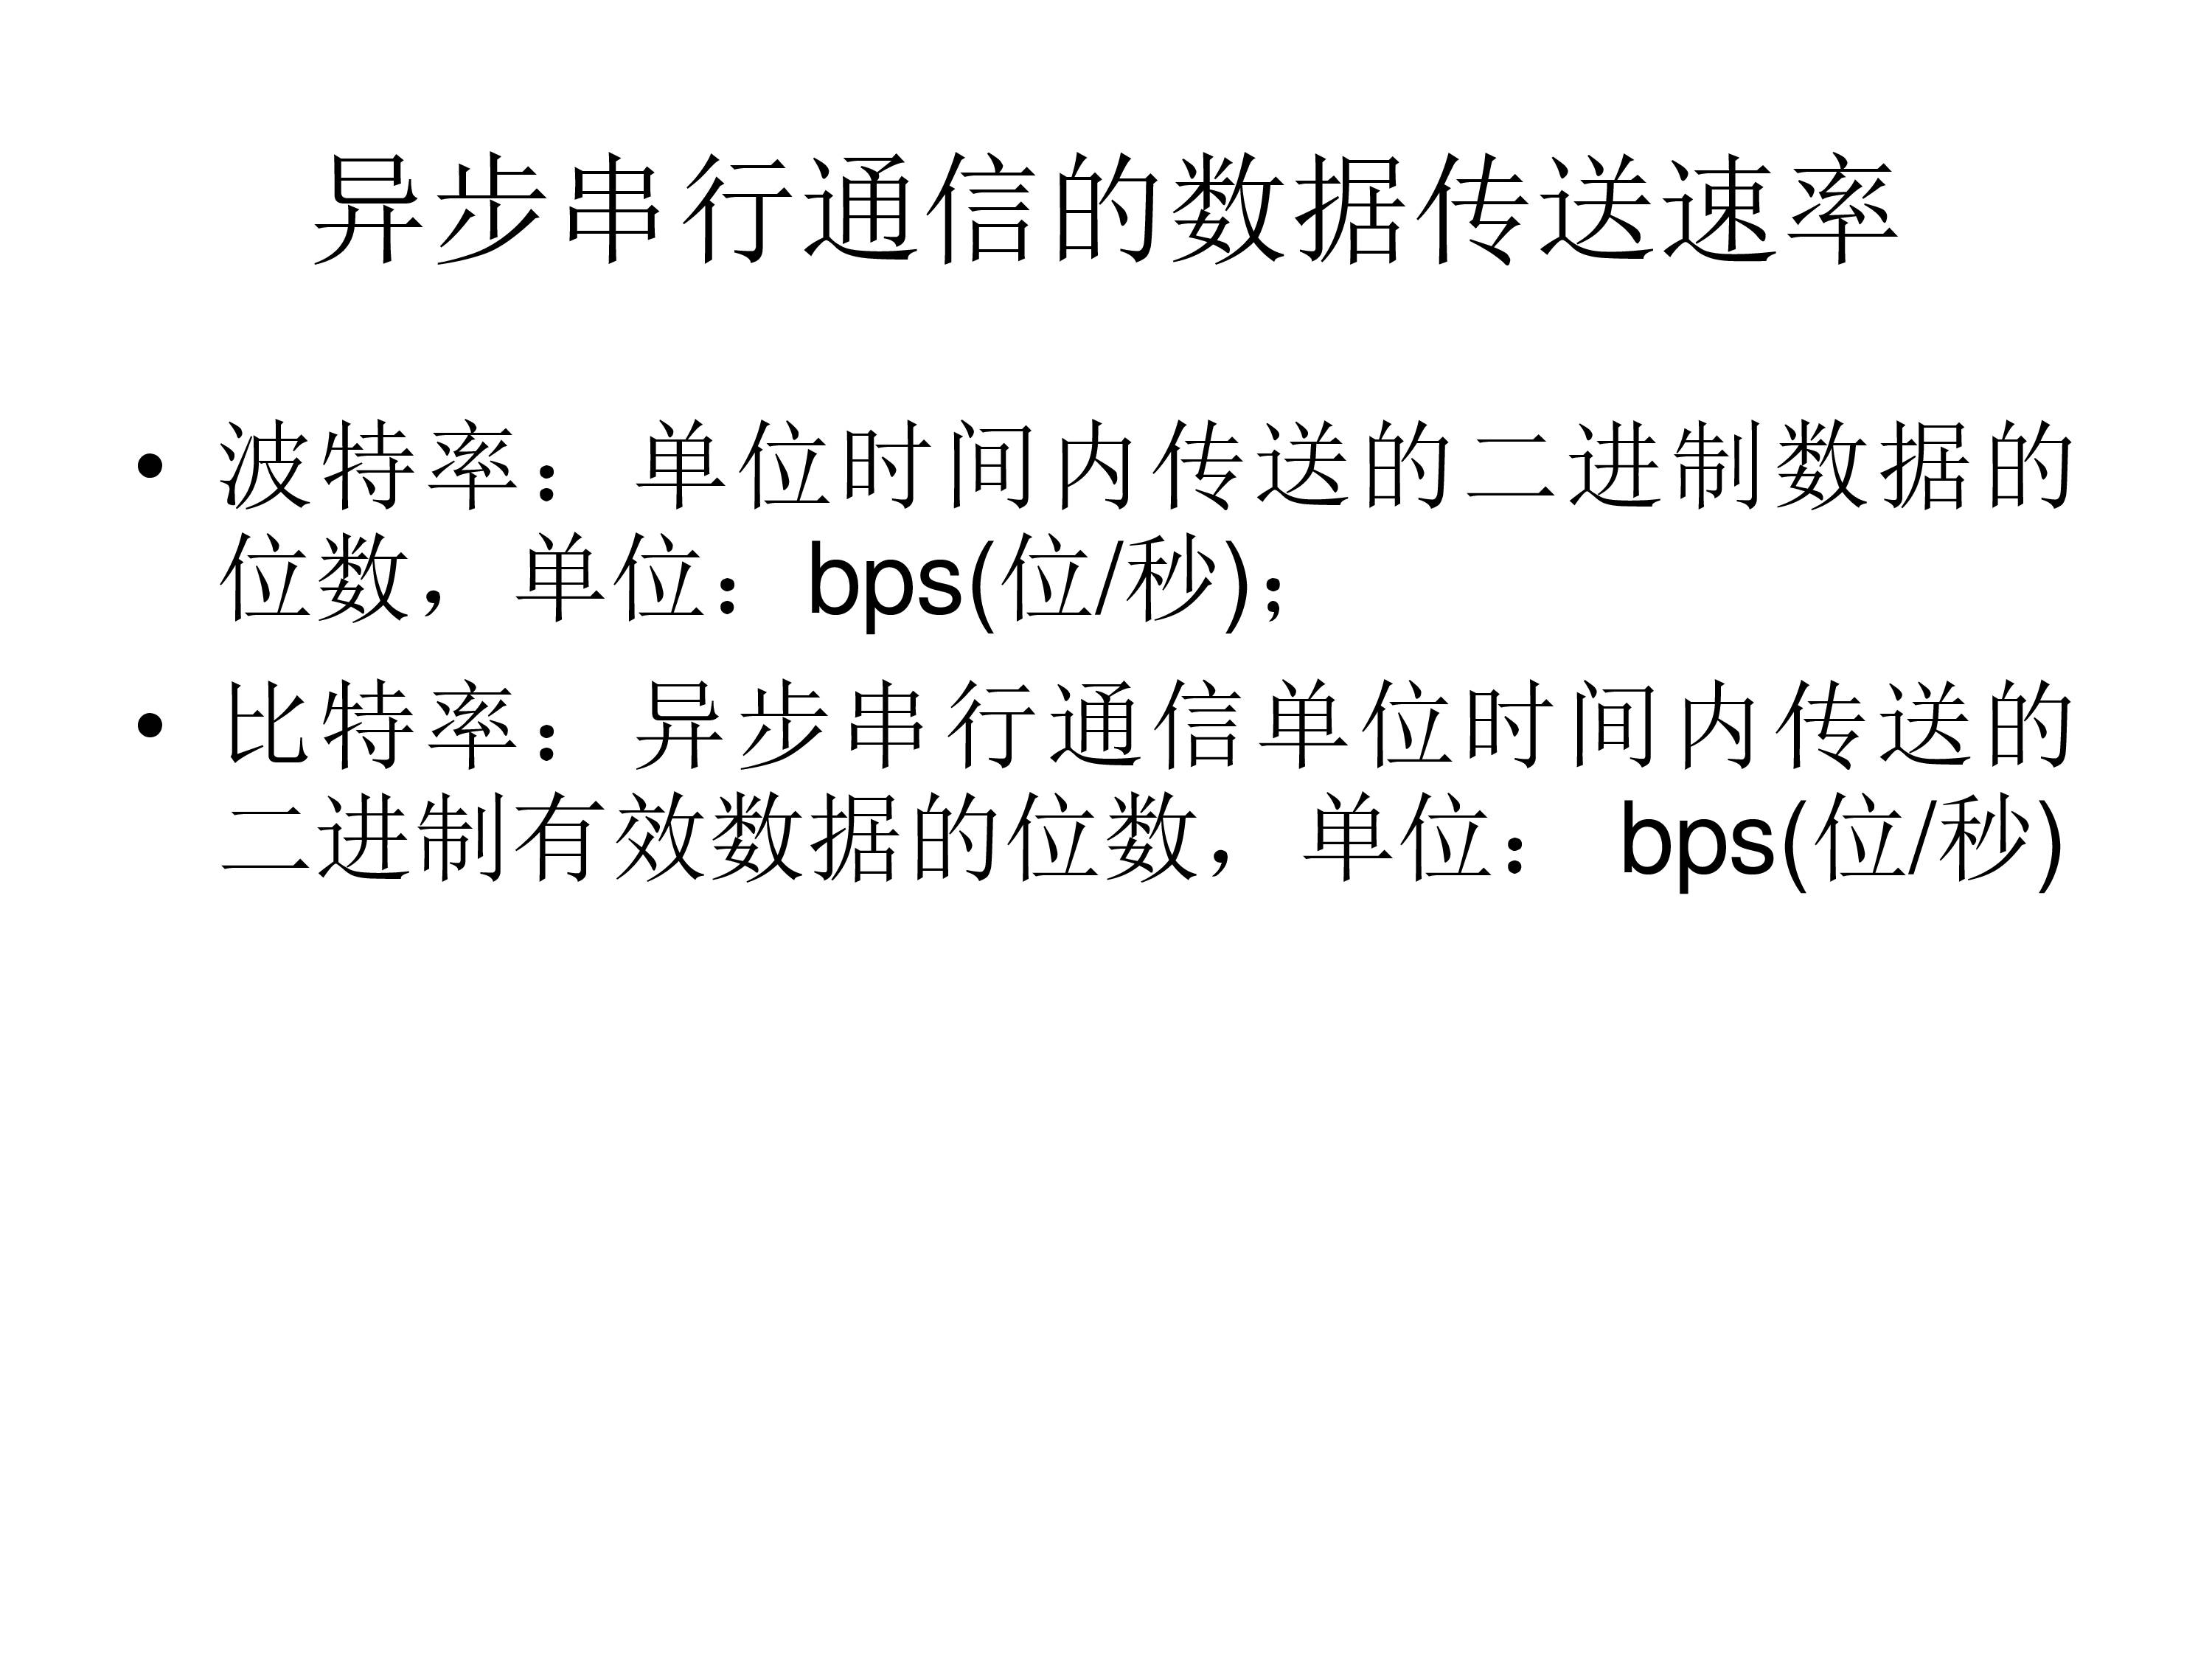 异步串行通信的数据传送速率
• 波特率：单位时间内传送的二进制数据的
位数，单位：bps(位/秒)；
• 比特率：异步串行通信单位时间内传送的
二进制有效数据的位数，单位： bps(位/秒)